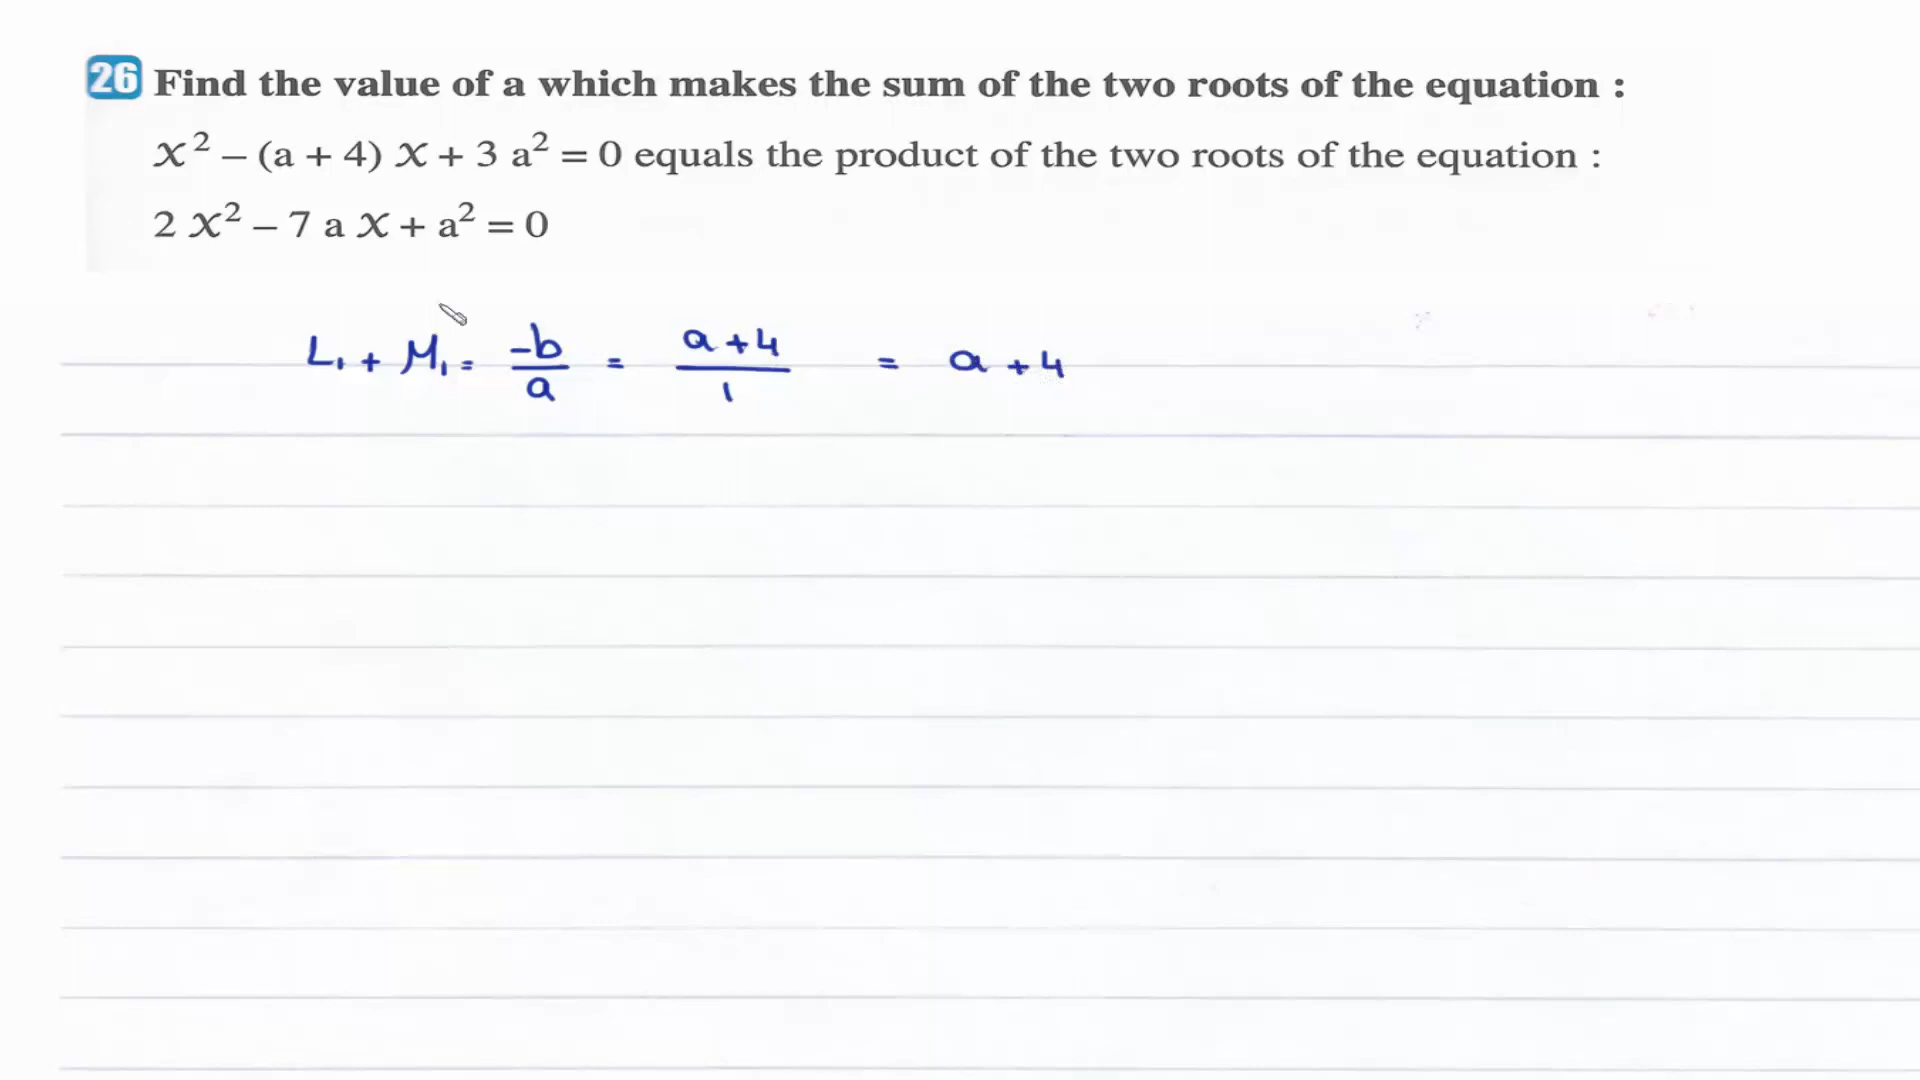 26 Find the value of a which makes the sum of the two roots of the equation :
x² – (a + 4) x + 3 a² = 0 equals the product of the two roots of the equation :
2 x² – 7 a x + a² = 0
L₁ + M₁ = -b/a = a+4/1 = a + 4